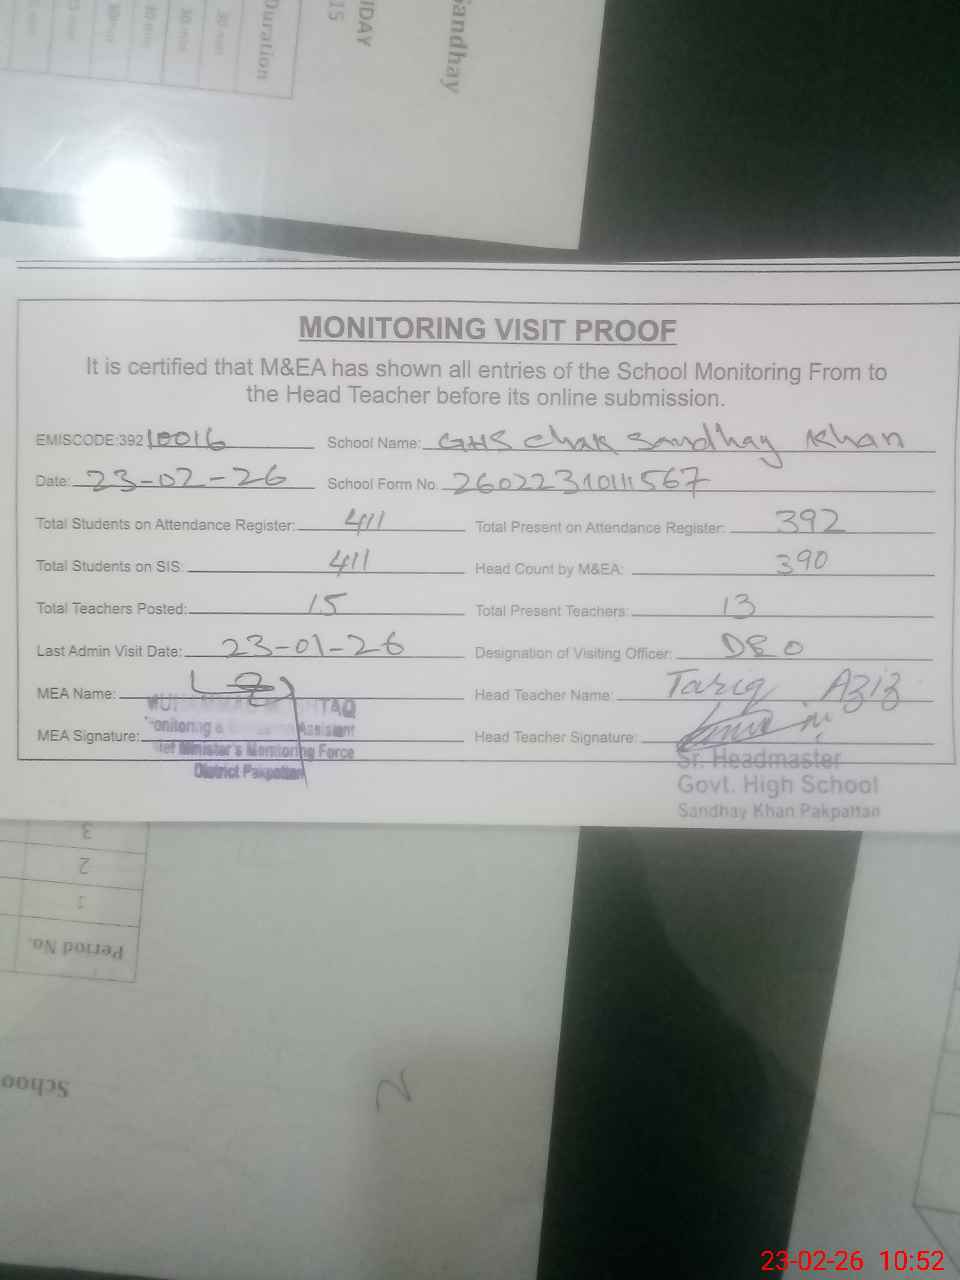 Sandhay
IDAY
15
Duration
MONITORING VISIT PROOF
It is certified that M&EA has shown all entries of the School Monitoring From to
the Head Teacher before its online submission.
EMISCODE:392 10016 School Name: GHS Chak Sandhay Khan
Date: 23-02-26 School Form No. 2602231011567
Total Students on Attendance Register: 411 Total Present on Attendance Register: 392
Total Students on SIS: 411 Head Count by M&EA: 390
Total Teachers Posted: 15 Total Present Teachers: 13
Last Admin Visit Date: 23-01-26 Designation of Visiting Officer: DEO
MEA Name: Head Teacher Name: Tariq Aziz
MEA Signature: Head Teacher Signature:
Assistant
Minister's Monitoring Force
District Pakpattan
Sr. Headmaster
Govt. High School
Sandhay Khan Pakpattan
3
2
1
Period No.
Schoo
23-02-26 10:52